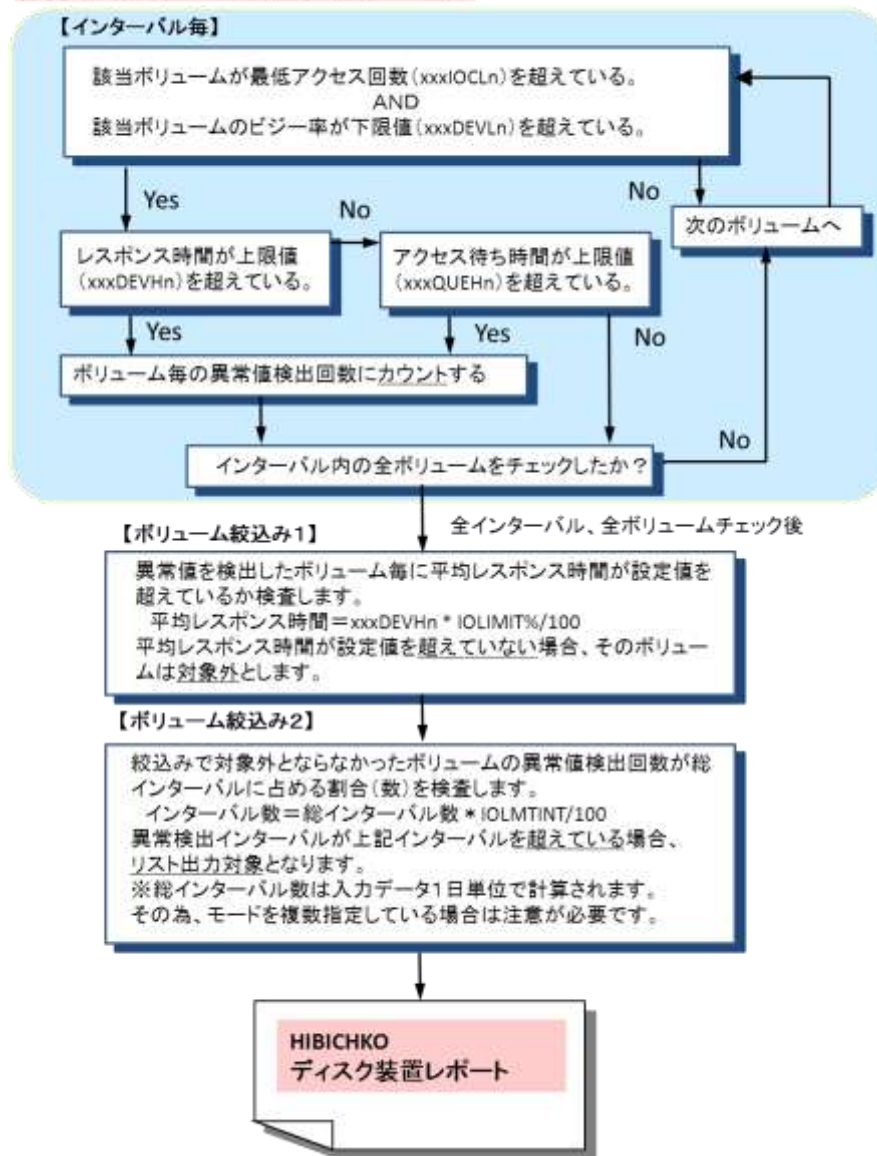 【インターバル毎】
該当ボリュームが最低アクセス回数(xxxIOCLn)を超えている。
AND
該当ボリュームのビジー率が下限値(xxxDEVLn)を超えている。
Yes
No
No
次のボリュームへ
レスポンス時間が上限値
(xxxDEVHn)を超えている。
アクセス待ち時間が上限値
(xxxQUEHn)を超えている。
Yes
Yes
No
ボリューム毎の異常値検出回数にカウントする
No
インターバル内の全ボリュームをチェックしたか?
全インターバル、全ボリュームチェック後
【ボリューム絞込み1】
異常値を検出したボリューム毎に平均レスポンス時間が設定値を
超えているか検査します。
平均レスポンス時間=xxxDEVHn * IOLIMIT%/100
平均レスポンス時間が設定値を超えていない場合、そのボリュー
ムは対象外とします。
【ボリューム絞込み2】
絞込みで対象外とならなかったボリュームの異常値検出回数が総
インターバルに占める割合(数)を検査します。
インターバル数=総インターバル数 * IOLMTINT/100
異常検出インターバルが上記インターバルを超えている場合、
リスト出力対象となります。
※総インターバル数は入力データ1日単位で計算されます。
その為、モードを複数指定している場合は注意が必要です。
HIBICHKO
ディスク装置レポート